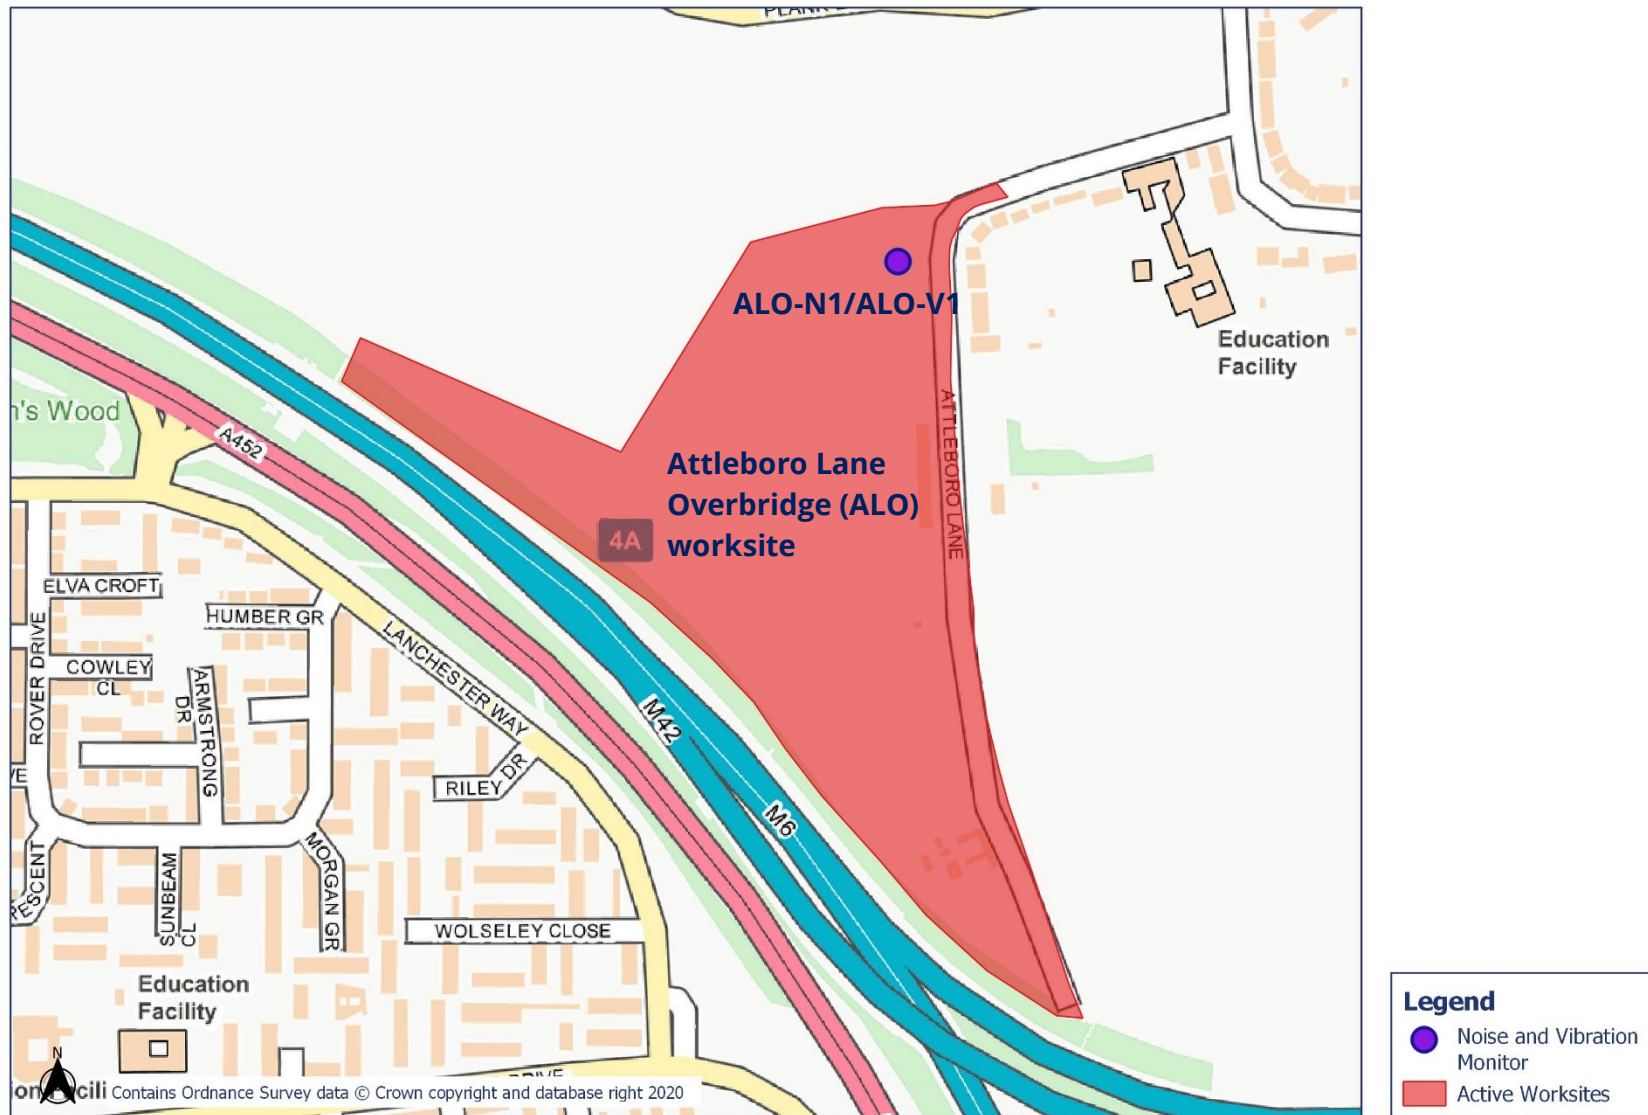 ALO-N1/ALO-V1
Education
Facility
n's Wood
A452
ATTLEBORO LANE
Attleboro Lane
Overbridge (ALO)
worksite
4A
ELVA CROFT
HUMBER GR
ROVER DRIVE
COWLEY
CL
ARMSTRONG
DR
LANCHESTER WAY
M42
RILEY DR
M6
MORGAN GR
SUNBEAM
CL
WOLSELEY CLOSE
Education
Facility
DRIVE
N
Contains Ordnance Survey data © Crown copyright and database right 2020
Legend
Noise and Vibration
Monitor
Active Worksites